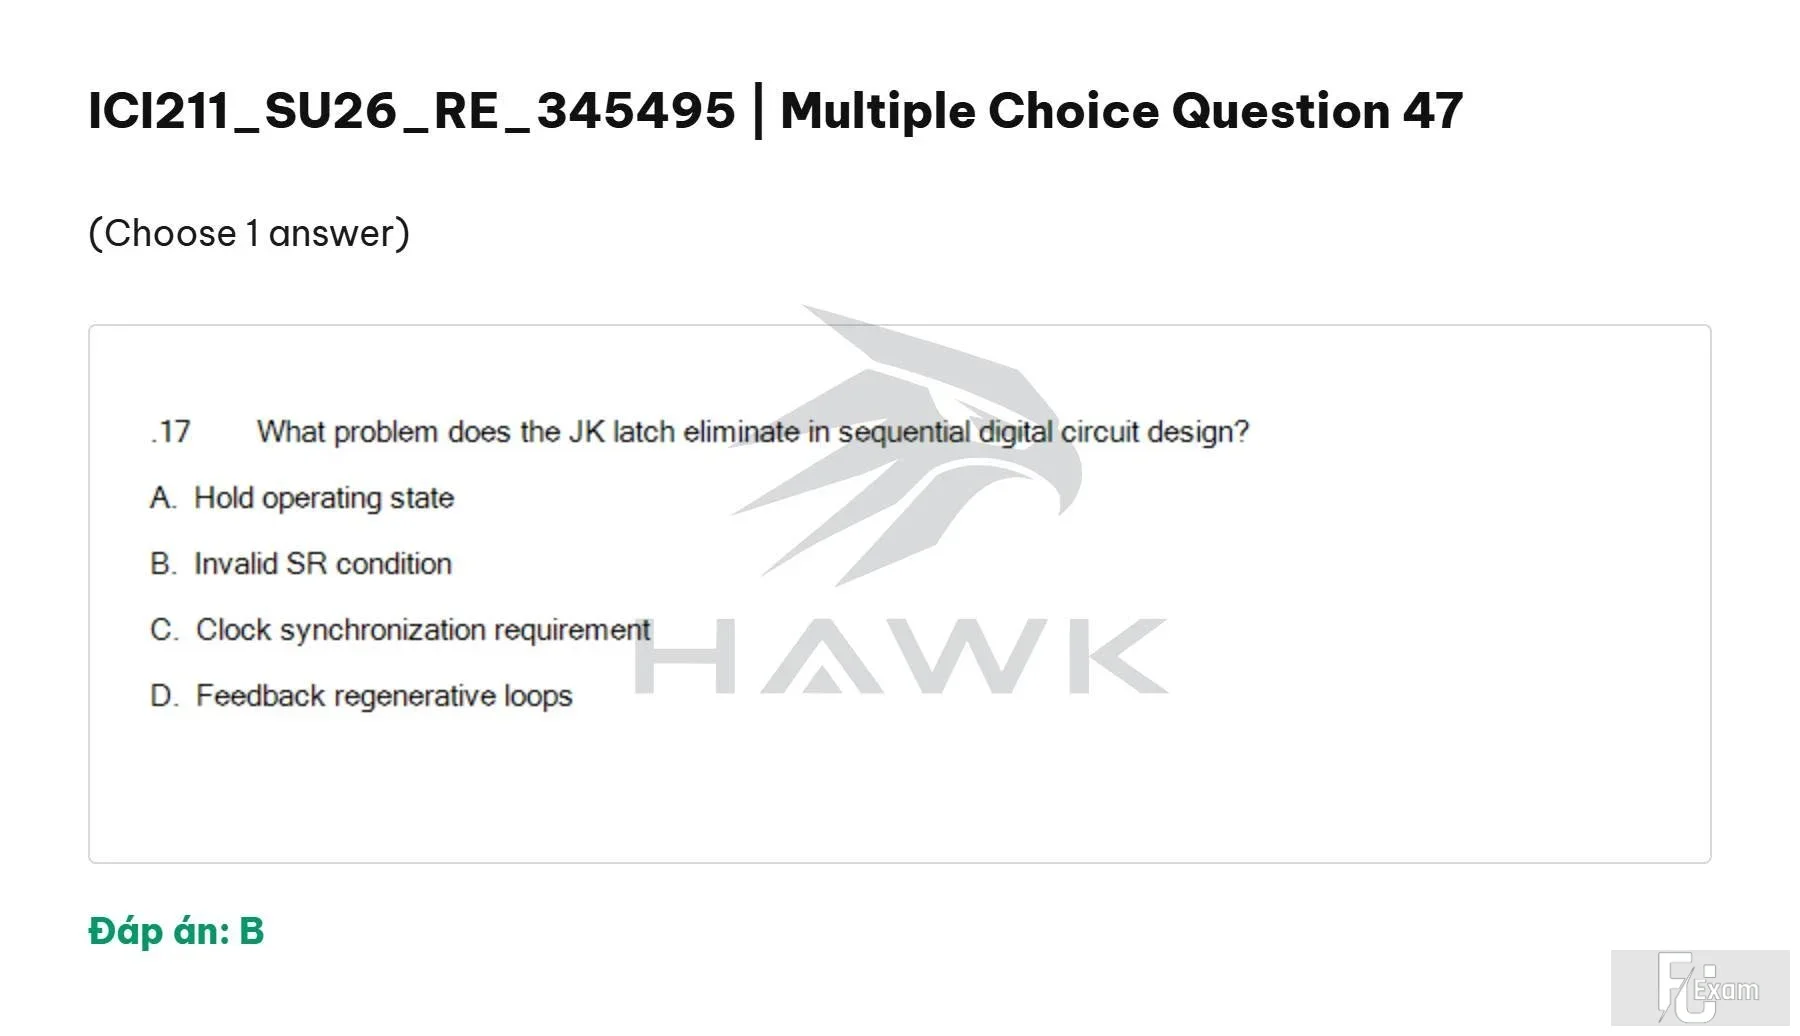 ICI211_SU26_RE_345495 | Multiple Choice Question 47
(Choose 1 answer)
.17 What problem does the JK latch eliminate in sequential digital circuit design?
A. Hold operating state
B. Invalid SR condition
C. Clock synchronization requirement
D. Feedback regenerative loops
HAWK
Đáp án: B
FU Exam